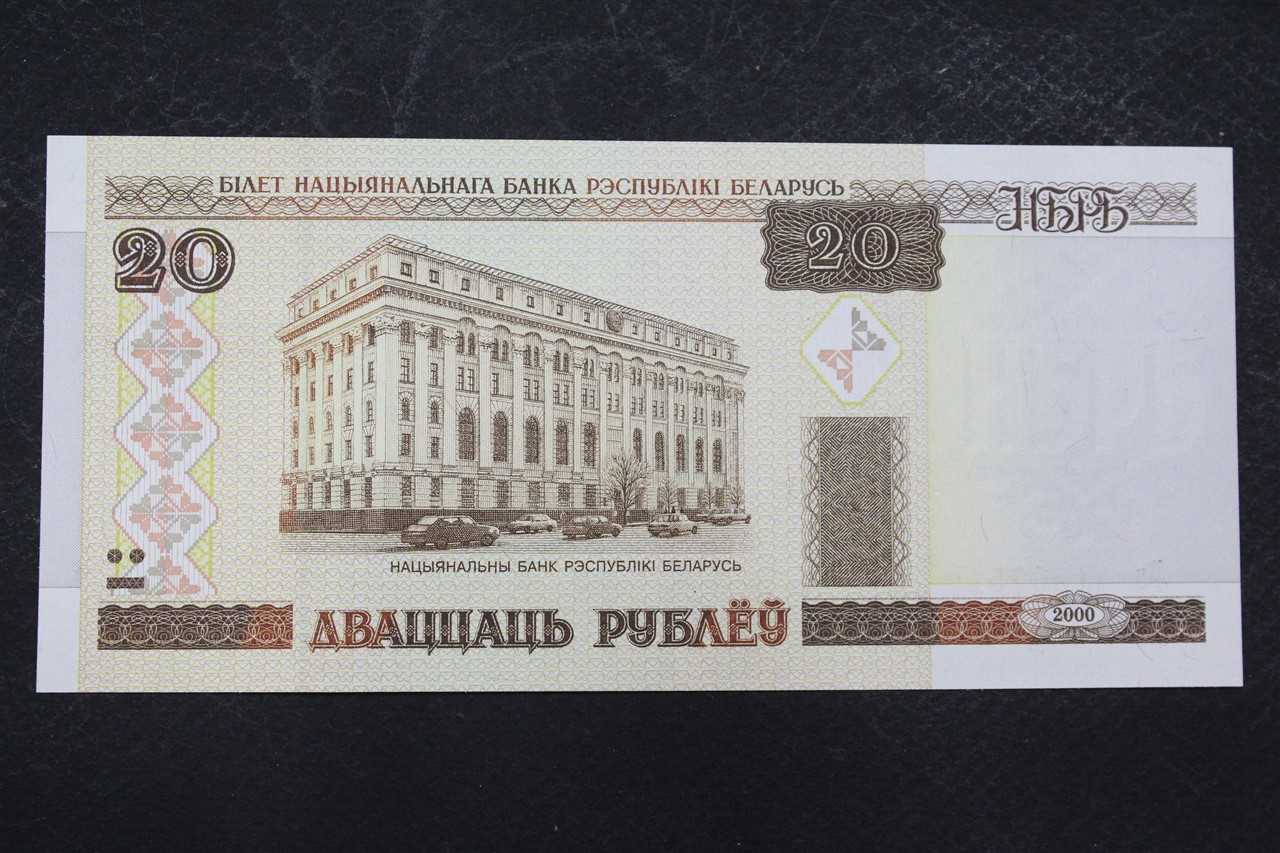 БІЛЕТ НАЦЫЯНАЛЬНАГА БАНКА РЭСПУБЛІКІ БЕЛАРУСЬ
НБРБ
20
20
НАЦЫЯНАЛЬНЫ БАНК РЭСПУБЛІКІ БЕЛАРУСЬ
ДВАЦЦАЦЬ РУБЛЁЎ
2000